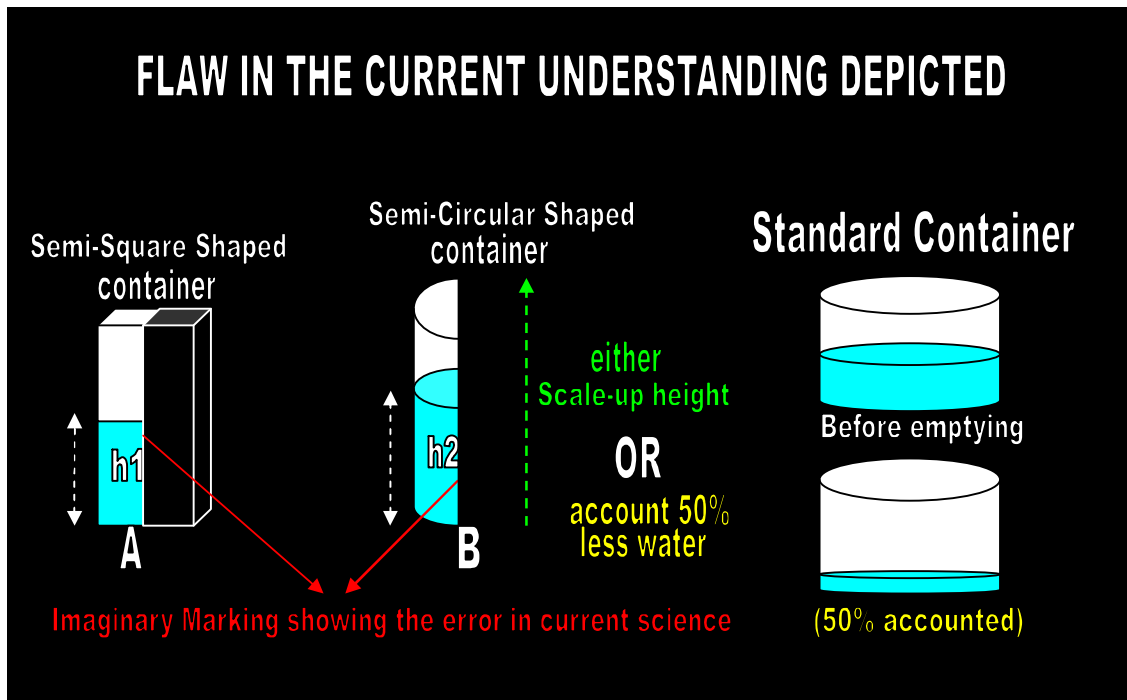 FLAW IN THE CURRENT UNDERSTANDING DEPICTED
Semi-Square Shaped
container
Semi-Circular Shaped
container
Standard Container
h1
h2
A
B
either
Scale-up height
OR
account 50%
less water
Before emptying
(50% accounted)
Imaginary Marking showing the error in current science